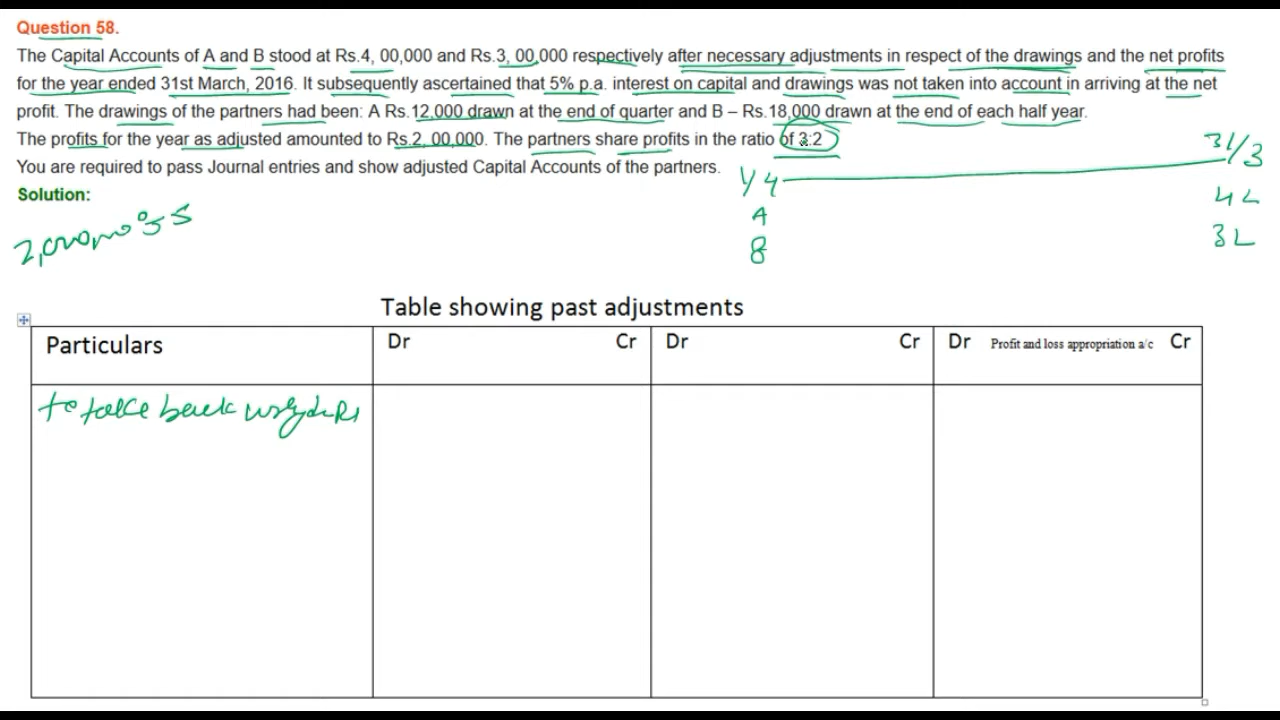 Question 58.
The Capital Accounts of A and B stood at Rs.4, 00,000 and Rs.3, 00,000 respectively after necessary adjustments in respect of the drawings and the net profits
for the year ended 31st March, 2016. It subsequently ascertained that 5% p.a. interest on capital and drawings was not taken into account in arriving at the net
profit. The drawings of the partners had been: A Rs.12,000 drawn at the end of quarter and B – Rs.18,000 drawn at the end of each half year.
The profits for the year as adjusted amounted to Rs.2, 00,000. The partners share profits in the ratio of 3:2
You are required to pass Journal entries and show adjusted Capital Accounts of the partners.
31/3
1/4
Solution:
4 L
A
3 L
B
Table showing past adjustments
Particulars Dr Cr Dr Cr Dr Profit and loss appropriation a/c Cr
to take back